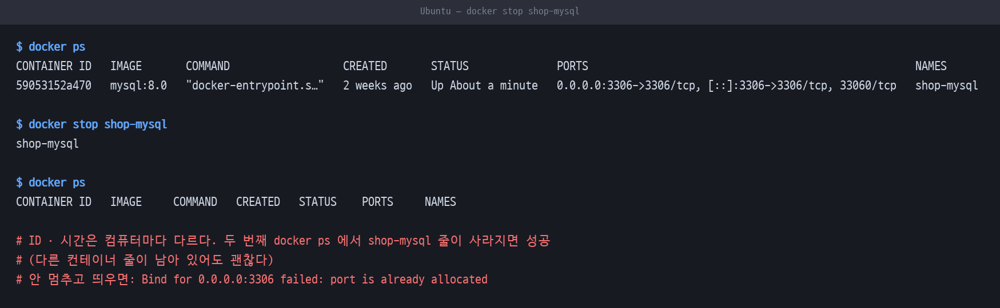 Ubuntu — docker stop shop-mysql
$ docker ps
CONTAINER ID   IMAGE       COMMAND                  CREATED       STATUS              PORTS                                                    NAMES
59053152a470   mysql:8.0   "docker-entrypoint.s…"   2 weeks ago   Up About a minute   0.0.0.0:3306->3306/tcp, [::]:3306->3306/tcp, 33060/tcp   shop-mysql
$ docker stop shop-mysql
shop-mysql
$ docker ps
CONTAINER ID   IMAGE     COMMAND   CREATED   STATUS    PORTS     NAMES
# ID · 시간은 컴퓨터마다 다르다. 두 번째 docker ps 에서 shop-mysql 줄이 사라지면 성공
# (다른 컨테이너 줄이 남아 있어도 괜찮다)
# 안 멈추고 띄우면: Bind for 0.0.0.0:3306 failed: port is already allocated